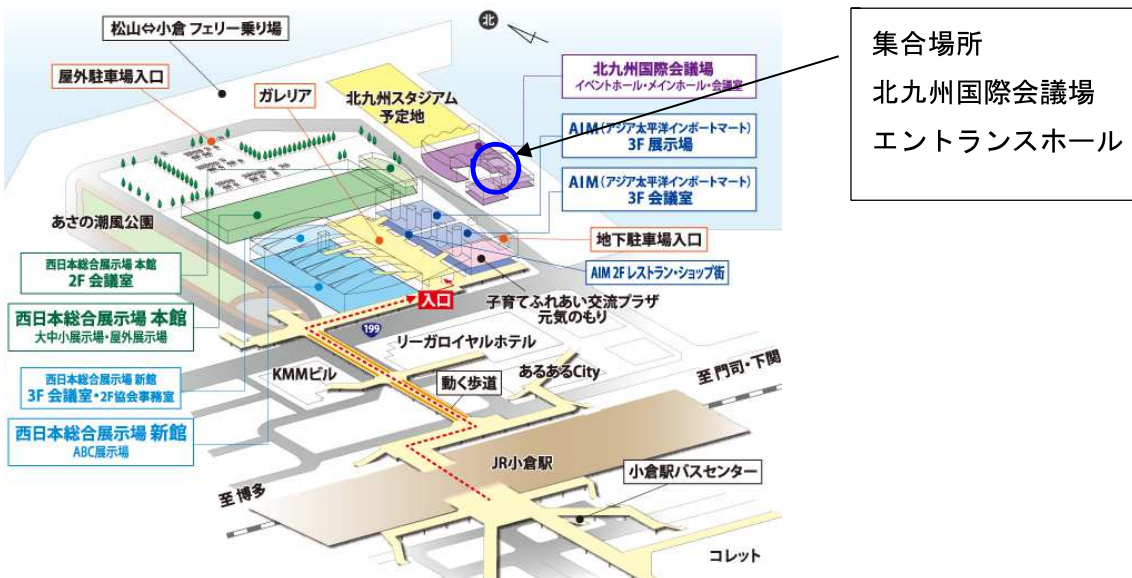 松山⇔小倉 フェリー乗り場
北
屋外駐車場入口
ガレリア
北九州スタジアム
予定地
北九州国際会議場
イベントホール・メインホール・会議室
AIM(アジア太平洋インポートマート)
3F 展示場
AIM(アジア太平洋インポートマート)
3F 会議室
地下駐車場入口
AIM 2F レストラン・ショップ街
子育てふれあい交流プラザ
元気のもり
集合場所
北九州国際会議場
エントランスホール
あさの潮風公園
西日本総合展示場 本館
2F 会議室
西日本総合展示場 本館
大中小展示場・屋外展示場
西日本総合展示場 新館
3F 会議室・2F協会事務室
西日本総合展示場 新館
ABC展示場
入口
199
リーガロイヤルホテル
KMMビル
動く歩道
あるあるCity
至 門司・下関
JR小倉駅
小倉駅バスセンター
至 博多
コレット